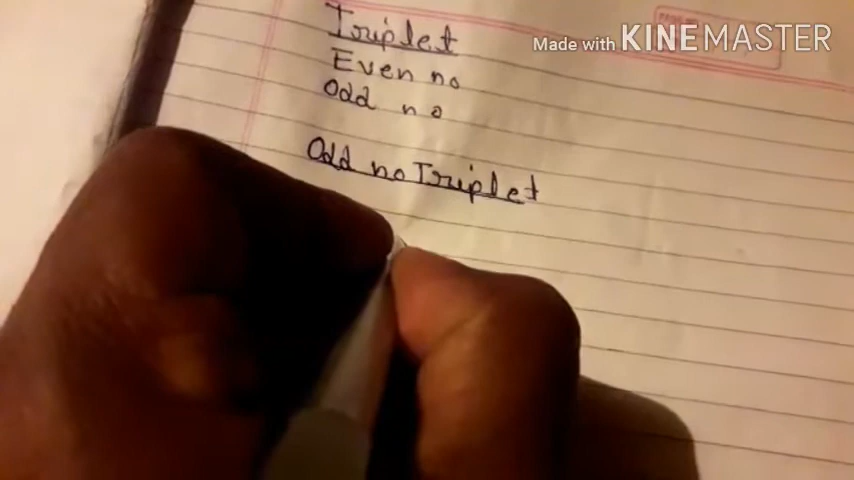 Triplet
Made with KINEMASTER
Even no
Odd no
Odd no Triplet